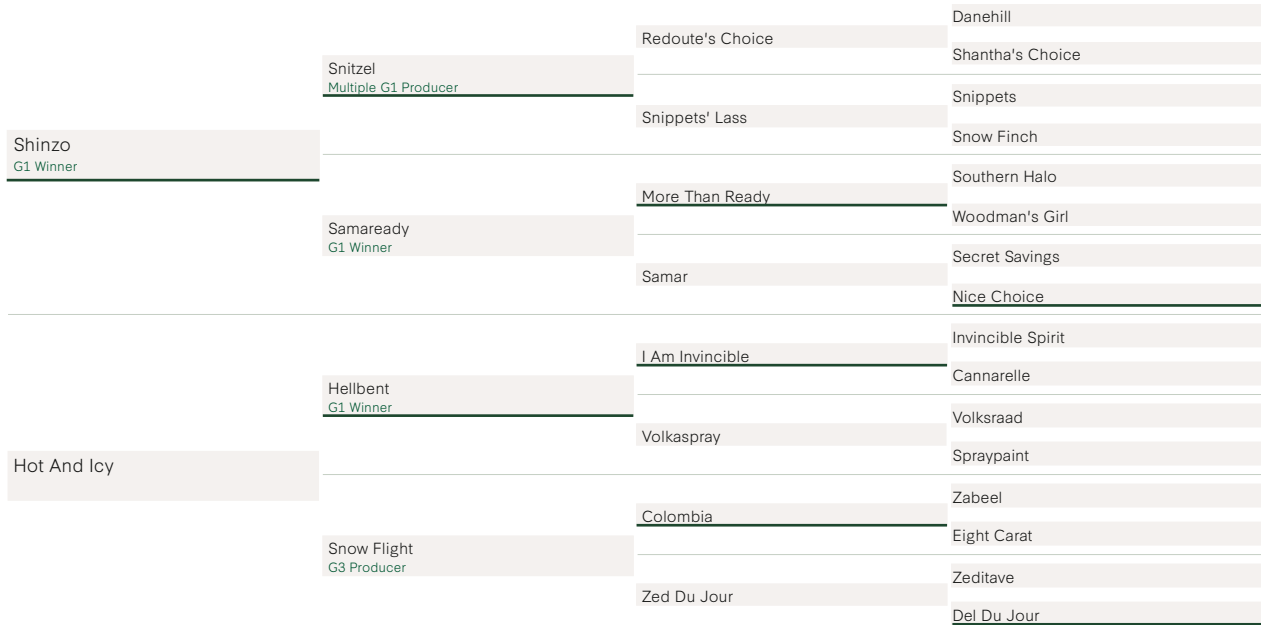 Danehill
Redoute's Choice
Shantha's Choice
Snitzel
Multiple G1 Producer
Snippets
Snippets' Lass
Snow Finch
Shinzo
G1 Winner
Southern Halo
More Than Ready
Woodman's Girl
Samaready
G1 Winner
Secret Savings
Samar
Nice Choice
Invincible Spirit
I Am Invincible
Cannarelle
Hellbent
G1 Winner
Volksraad
Volkaspray
Spraypaint
Hot And Icy
Zabeel
Colombia
Eight Carat
Snow Flight
G3 Producer
Zeditave
Zed Du Jour
Del Du Jour